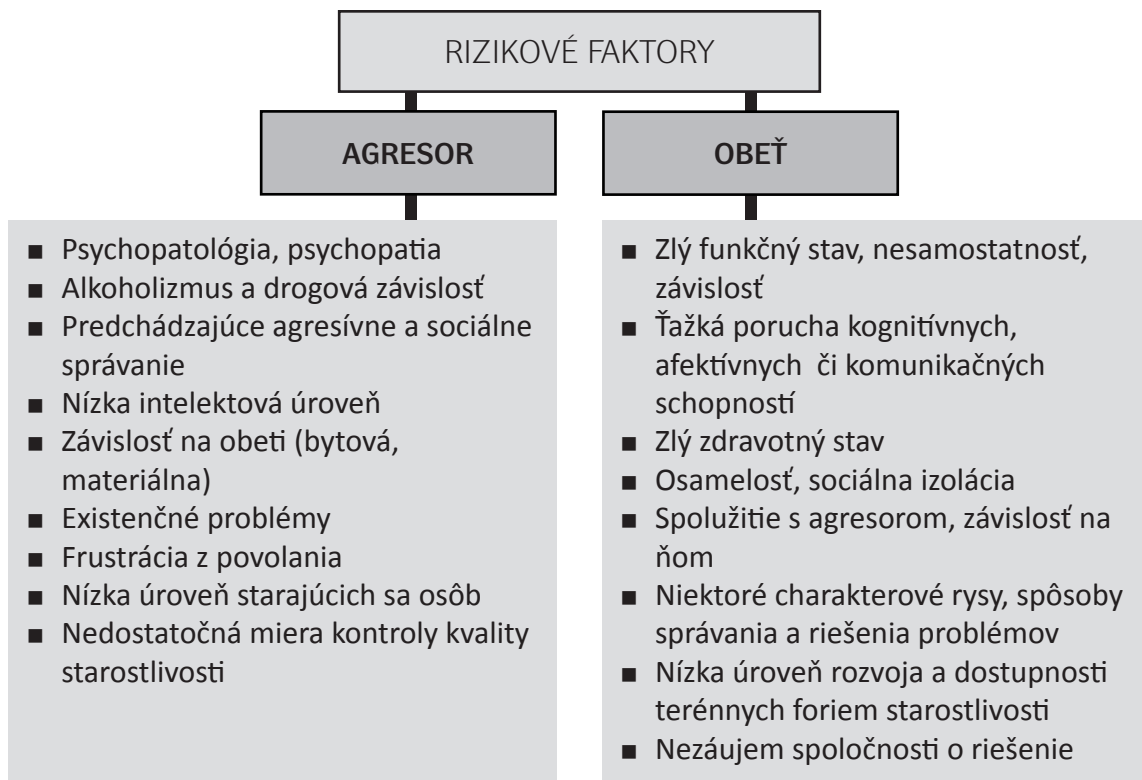 RIZIKOVÉ FAKTORY
AGRESOR
■ Psychopatológia, psychopatia
■ Alkoholizmus a drogová závislosť
■ Predchádzajúce agresívne a sociálne
správanie
■ Nízka intelektová úroveň
■ Závislosť na obeti (bytová,
materiálna)
■ Existenčné problémy
■ Frustrácia z povolania
■ Nízka úroveň starajúcich sa osôb
■ Nedostatočná miera kontroly kvality
starostlivosti
OBEŤ
■ Zlý funkčný stav, nesamostatnosť,
závislosť
■ Ťažká porucha kognitívnych,
afektívnych či komunikačných
schopností
■ Zlý zdravotný stav
■ Osamelosť, sociálna izolácia
■ Spolužitie s agresorom, závislosť na
ňom
■ Niektoré charakterové rysy, spôsoby
správania a riešenia problémov
■ Nízka úroveň rozvoja a dostupnosti
terénnych foriem starostlivosti
■ Nezáujem spoločnosti o riešenie